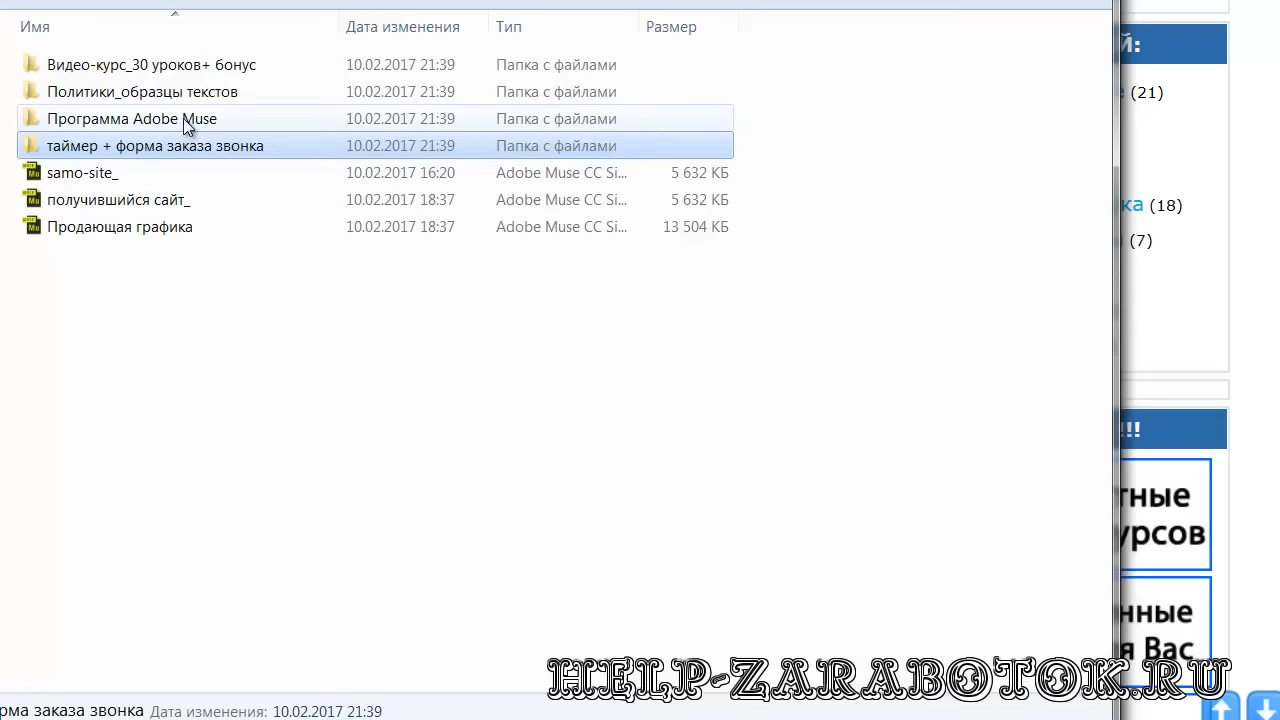 Имя Дата изменения Тип Размер
Видео-курс_30 уроков+ бонус 10.02.2017 21:39 Папка с файлами
Политики_образцы текстов 10.02.2017 21:39 Папка с файлами
Программа Adobe Muse 10.02.2017 21:39 Папка с файлами
таймер + форма заказа звонка 10.02.2017 21:39 Папка с файлами
samo-site_ 10.02.2017 16:20 Adobe Muse CC Si... 5 632 КБ
получившийся сайт_ 10.02.2017 18:37 Adobe Muse CC Si... 5 632 КБ
Продающая графика 10.02.2017 18:37 Adobe Muse CC Si... 13 504 КБ
й:
(21)
ка (18)
(7)
!!!
тные
урсов
нные
я Вас
HELP-ZARABOTOK.RU
рма заказа звонка Дата изменения: 10.02.2017 21:39